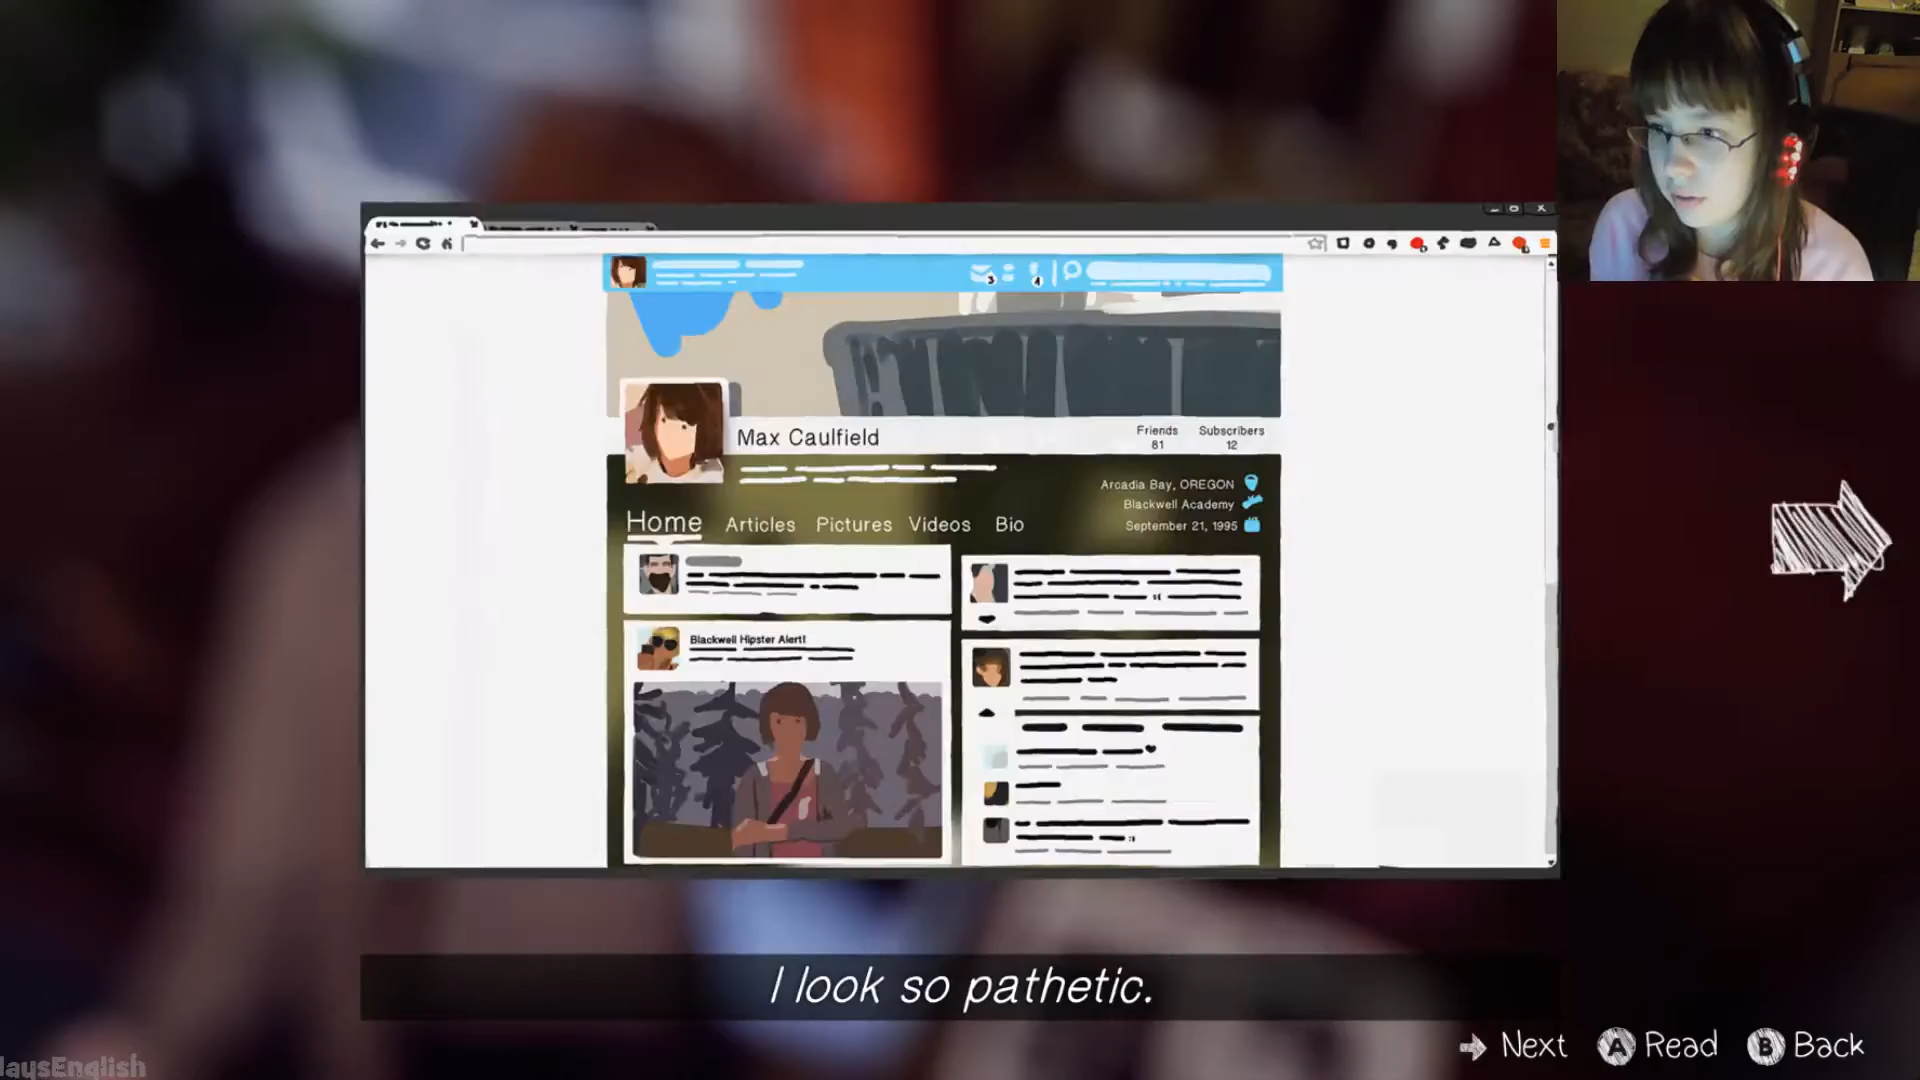 Max Caulfield
Friends
81
Subscribers
12
Arcadia Bay, OREGON
Blackwell Academy
September 21, 1995
Home Articles Pictures Videos Bio
Blackwell Hipster Alert!
I look so pathetic.
Next A Read B Back
laysEnglish